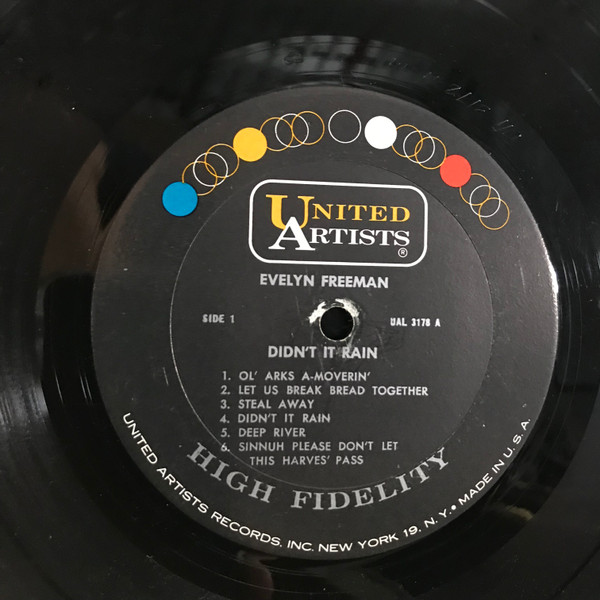 UNITED
ARTISTS
®
EVELYN FREEMAN
SIDE 1
UAL 3178 A
DIDN'T IT RAIN
1. OL' ARKS A-MOVERIN'
2. LET US BREAK BREAD TOGETHER
3. STEAL AWAY
4. DIDN'T IT RAIN
5. DEEP RIVER
6. SINNUH PLEASE DON'T LET
THIS HARVES' PASS
HIGH FIDELITY
UNITED ARTISTS RECORDS, INC. NEW YORK 19, N. Y. • MADE IN U. S. A.